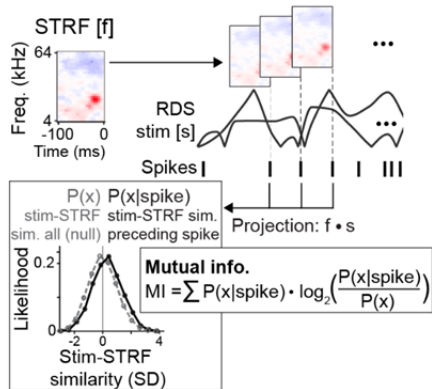 STRF [f]
64
Freq. (kHz)
4
-100
0
Time (ms)
•••
RDS
stim [s]
•••
Spikes
Projection: f • s
P(x)
stim-STRF
sim. all (null)
P(x|spike)
stim-STRF sim.
preceding spike
0.2
Likelihood
0
-3
0
4
Stim-STRF
similarity (SD)
Mutual info.
MI = ∑ P(x|spike) • log₂(P(x|spike)/P(x))